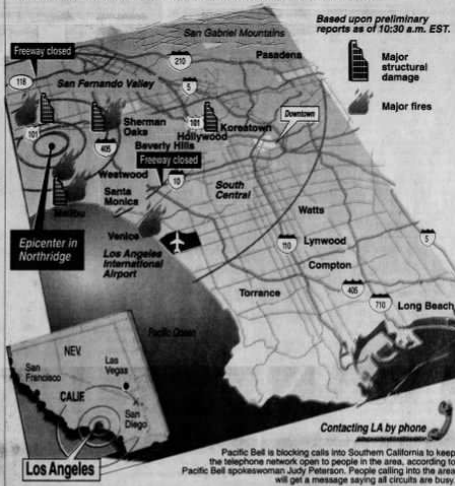 Based upon preliminary
reports as of 10:30 a.m. EST.
Major
structural
damage
Major fires
San Gabriel Mountains
Freeway closed
Pasadena
210
118
San Fernando Valley
5
Downtown
101
Sherman
Oaks
101
Hollywood
Koreatown
405
Beverly Hills
Freeway closed
Westwood
10
Santa
Monica
South
Central
Malibu
Watts
Venice
Epicenter in
Northridge
Los Angeles
International
Airport
110
Lynwood
5
Compton
Torrance
405
710
Long Beach
Pacific Ocean
NEV.
San
Francisco
Las
Vegas
CALIF
San
Diego
Los Angeles
Contacting LA by phone
Pacific Bell is blocking calls into Southern California to keep
the telephone network open to people in the area, according to
Pacific Bell spokeswoman Judy Peterson. People calling into the area
will get a message saying all circuits are busy.